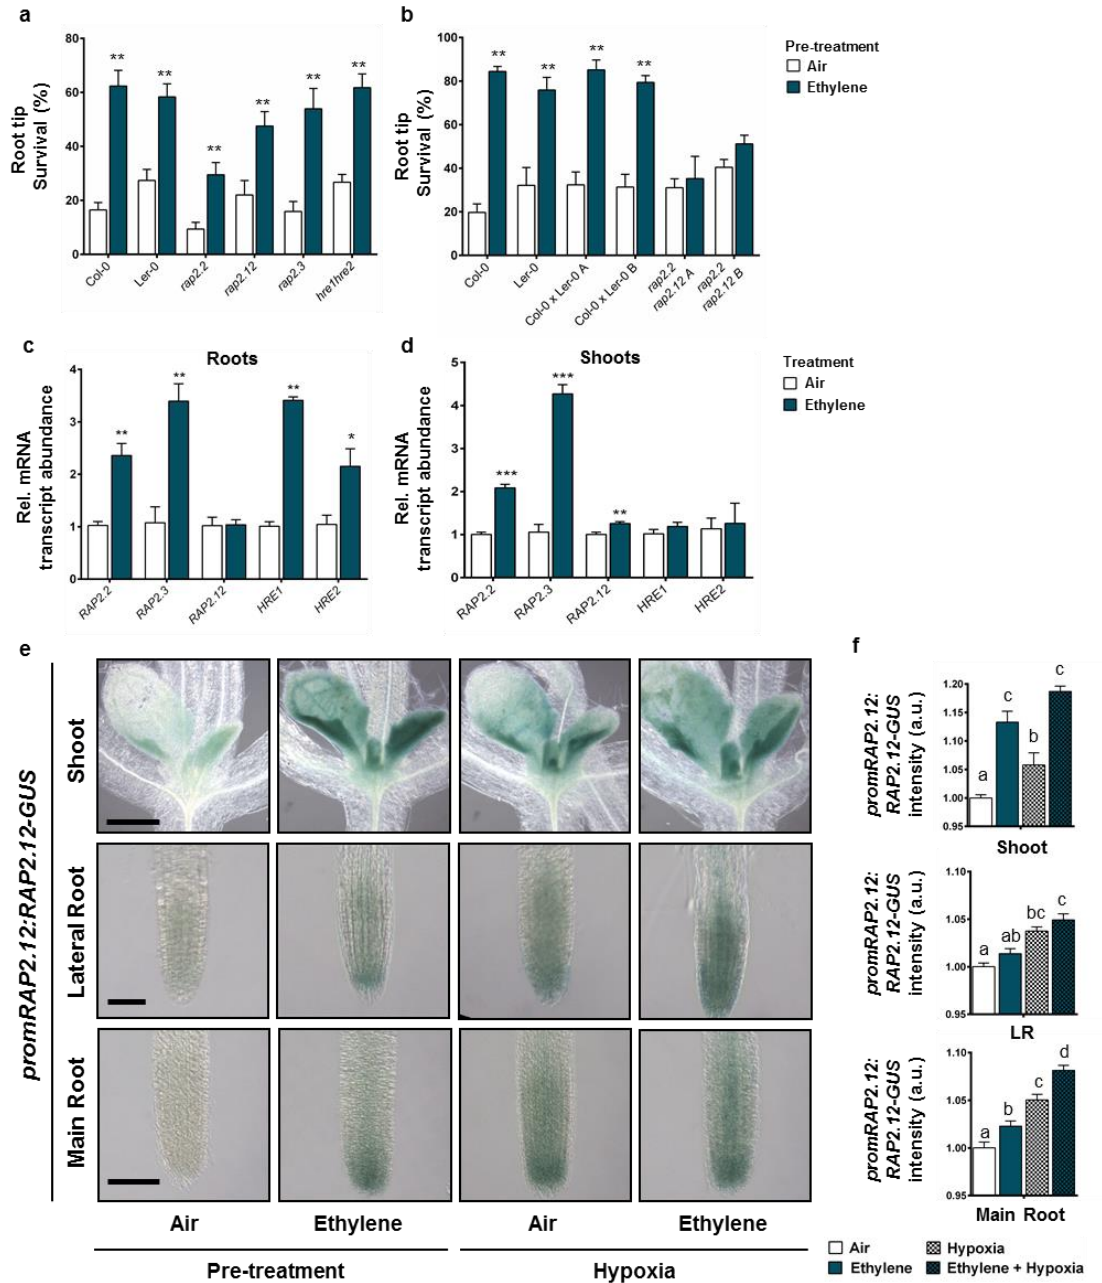 a
Root tip
Survival (%)
80
60
40
20
0
**
**
**
**
**
**
Col-0
Ler-0
rap2.2
rap2.12
rap2.3
hre1hre2
b
Root tip
Survival (%)
100
80
60
40
20
0
**
**
**
**
Col-0
Ler-0
Col-0 x Ler-0 A
Col-0 x Ler-0 B
rap2.2
rap2.12 A
rap2.2
rap2.12 B
Pre-treatment
Air
Ethylene
c
Roots
Rel. mRNA
transcript abundance
4
3
2
1
0
**
**
**
*
RAP2.2
RAP2.3
RAP2.12
HRE1
HRE2
d
Shoots
Rel. mRNA
transcript abundance
5
4
3
2
1
0
***
***
**
RAP2.2
RAP2.3
RAP2.12
HRE1
HRE2
Treatment
Air
Ethylene
e
promRAP2.12:RAP2.12-GUS
Shoot
Lateral Root
Main Root
Air
Ethylene
Air
Ethylene
Pre-treatment
Hypoxia
f
promRAP2.12:
RAP2.12-GUS
intensity (a.u.)
1.20
1.15
1.10
1.05
1.00
0.95
a
c
b
c
Shoot
promRAP2.12:
RAP2.12-GUS
intensity (a.u.)
1.10
1.05
1.00
0.95
a
ab
bc
c
LR
promRAP2.12:
RAP2.12-GUS
intensity (a.u.)
1.10
1.05
1.00
0.95
a
b
c
d
Main Root
Air
Hypoxia
Ethylene
Ethylene + Hypoxia